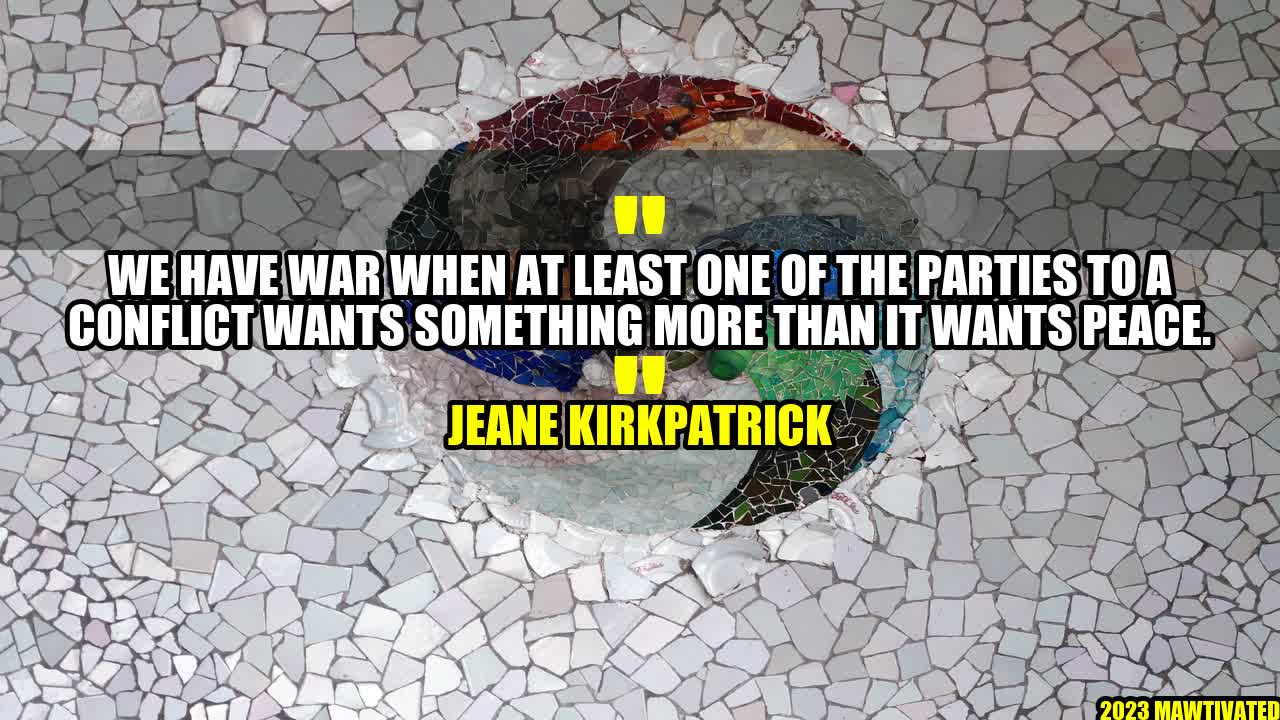 "
WE HAVE WAR WHEN AT LEAST ONE OF THE PARTIES TO A
CONFLICT WANTS SOMETHING MORE THAN IT WANTS PEACE.
"
JEANE KIRKPATRICK
2023 MAWTIVATED